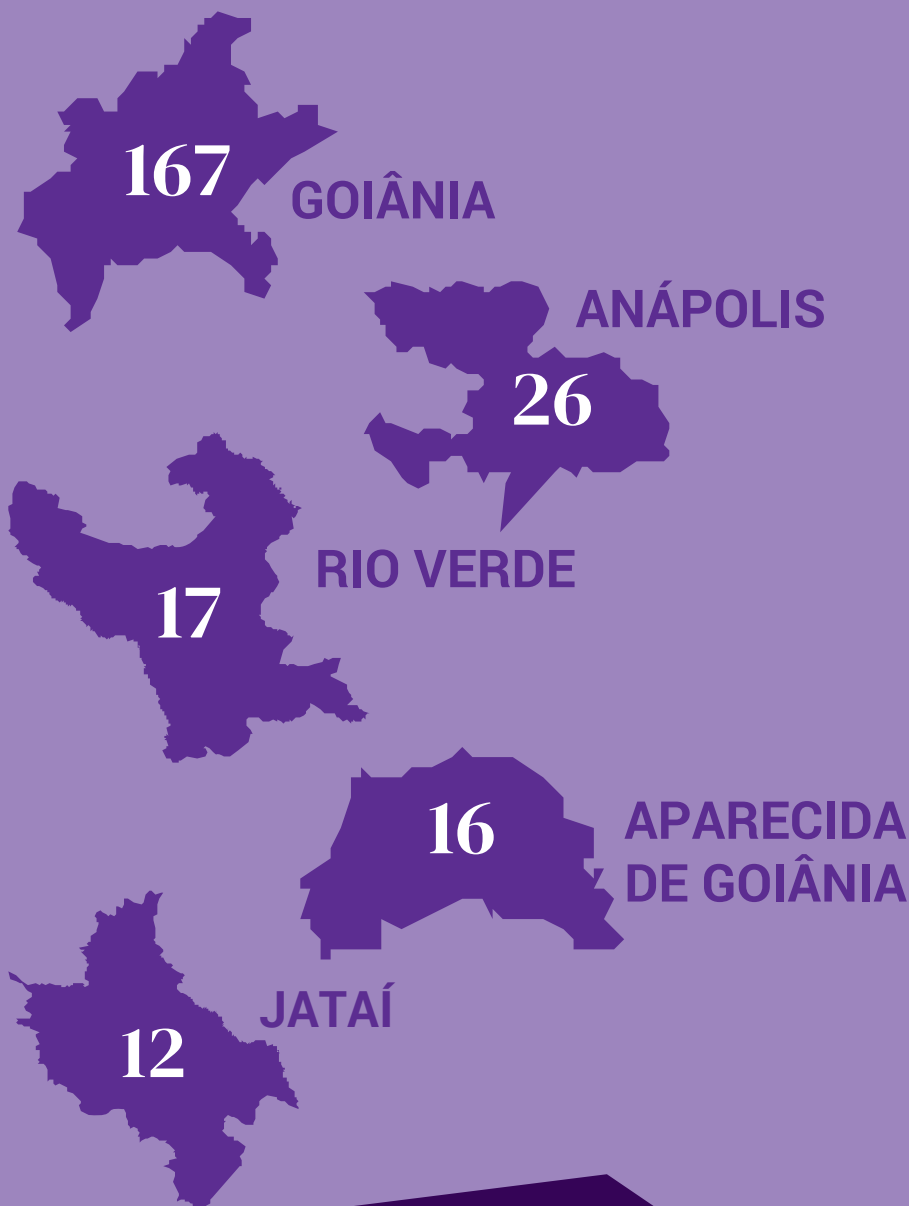 167
GOIÂNIA
ANÁPOLIS
26
RIO VERDE
17
16
APARECIDA
DE GOIÂNIA
JATAÍ
12